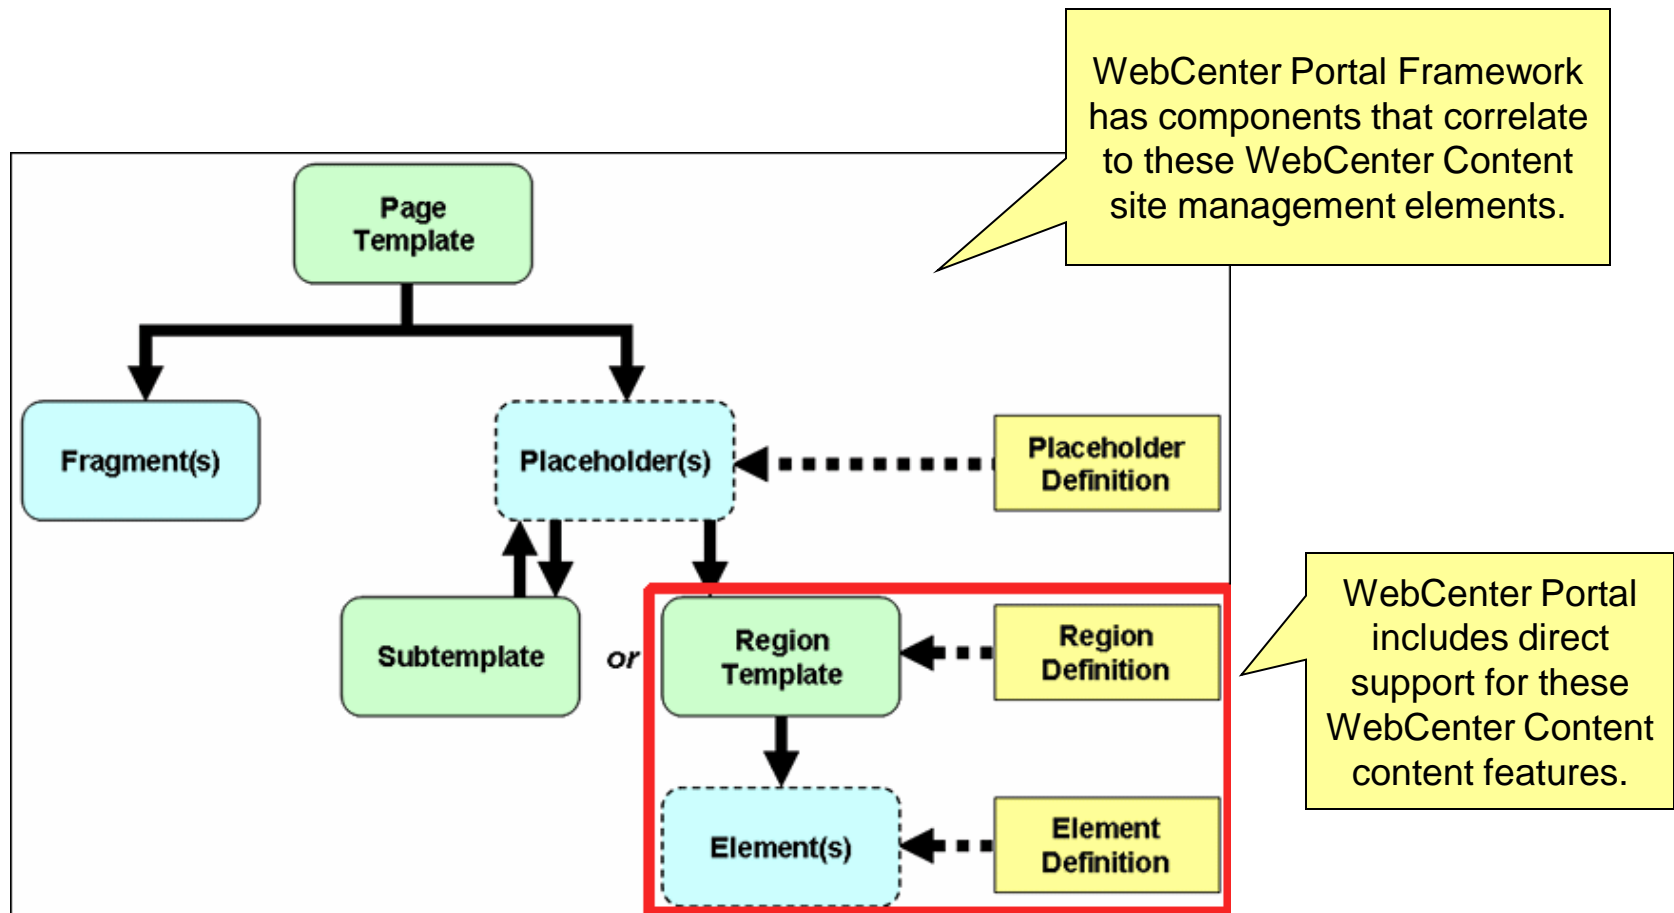 WebCenter Portal Framework
has components that correlate
to these WebCenter Content
site management elements.
Page
Template
Fragment(s)
Placeholder(s)
Placeholder
Definition
Subtemplate
or
Region
Template
Region
Definition
WebCenter Portal
includes direct
support for these
WebCenter Content
content features.
Element(s)
Element
Definition